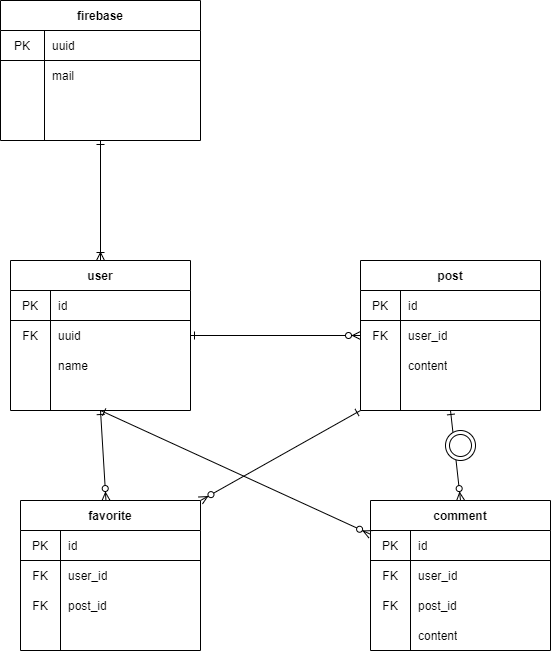 firebase
PK uuid
mail
user
PK id
FK uuid
name
post
PK id
FK user_id
content
favorite
PK id
FK user_id
FK post_id
comment
PK id
FK user_id
FK post_id
content